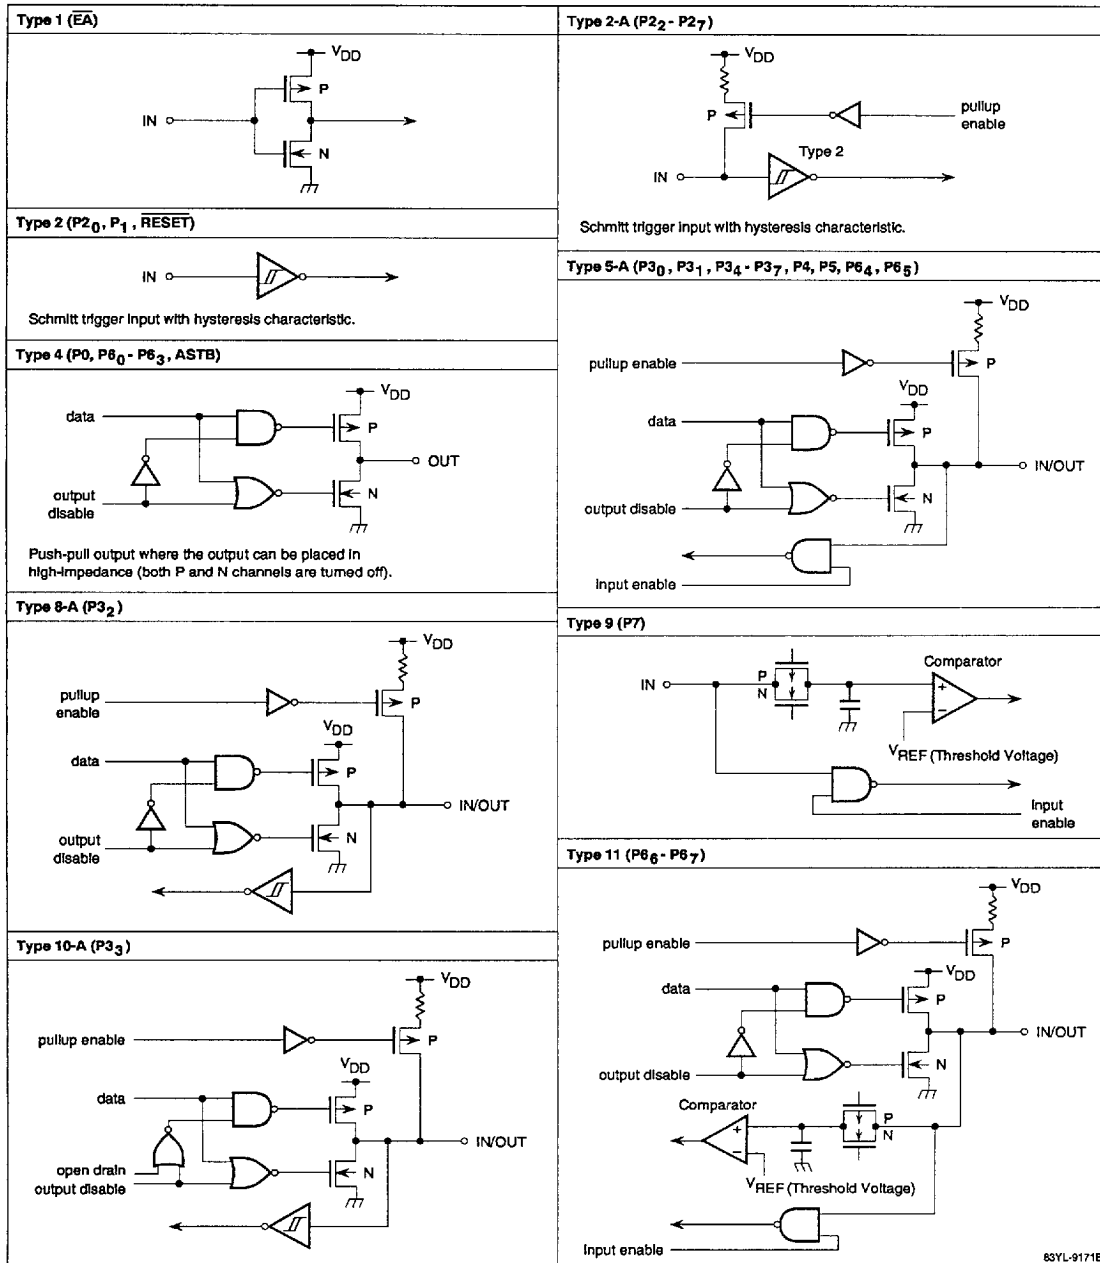 Type 1 (EA)
VDD
P
IN
N
Type 2 (P20, P1, RESET)
IN
Schmitt trigger input with hysteresis characteristic.
Type 4 (P0, P60 - P63, ASTB)
VDD
data
P
OUT
output
disable
N
Push-pull output where the output can be placed in
high-impedance (both P and N channels are turned off).
Type 8-A (P32)
VDD
pullup
enable
P
VDD
data
P
IN/OUT
output
disable
N
Type 10-A (P33)
VDD
pullup enable
P
VDD
data
P
IN/OUT
open drain
output disable
N
Type 2-A (P22 - P27)
VDD
P
pullup
enable
Type 2
IN
Schmitt trigger input with hysteresis characteristic.
Type 5-A (P30, P31, P34 - P37, P4, P5, P64, P65)
VDD
pullup enable
P
VDD
data
P
IN/OUT
output disable
N
Input enable
Type 9 (P7)
Comparator
IN
P
N
+
−
VREF (Threshold Voltage)
Input
enable
Type 11 (P66 - P67)
VDD
pullup enable
P
VDD
data
P
IN/OUT
output disable
N
Comparator
P
N
+
−
VREF (Threshold Voltage)
Input enable
83YL-9171B